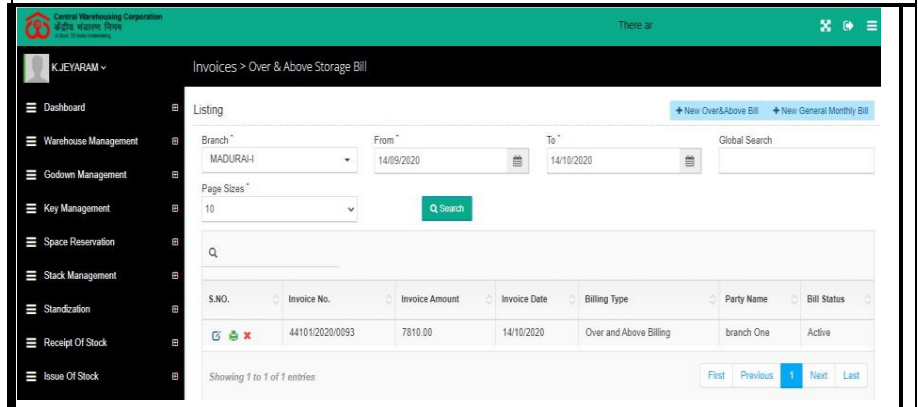 Central Warehousing Corporation
केंद्रीय भंडारण निगम
There ar
K.JEYARAM
Invoices > Over & Above Storage Bill
Dashboard
Warehouse Management
Godown Management
Key Management
Space Reservation
Stack Management
Standization
Receipt Of Stock
Issue Of Stock
Listing
+ New Over&Above Bill
+ New General Monthly Bill
Branch * From * To * Global Search
MADURAI-I 14/09/2020 14/10/2020
Page Sizes *
10 Search
S.NO. Invoice No. Invoice Amount Invoice Date Billing Type Party Name Bill Status
44101/2020/0093 7810.00 14/10/2020 Over and Above Billing branch One Active
Showing 1 to 1 of 1 entries
First Previous 1 Next Last